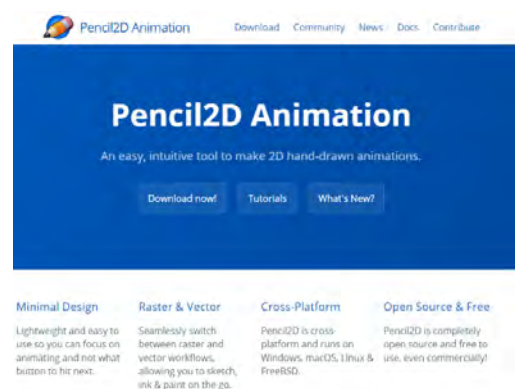 Pencil2D Animation
Download Community News Docs Contribute
Pencil2D Animation
An easy, intuitive tool to make 2D hand-drawn animations.
Download now! Tutorials What's New?
Minimal Design
Lightweight and easy to
use so you can focus on
animating and not what
button to hit next.
Raster & Vector
Seamlessly switch
between raster and
vector workflows,
allowing you to sketch,
ink & paint on the go.
Cross-Platform
Pencil2D is cross-
platform and runs on
Windows, macOS, Linux &
FreeBSD.
Open Source & Free
Pencil2D is completely
open source and free to
use, even commercially!